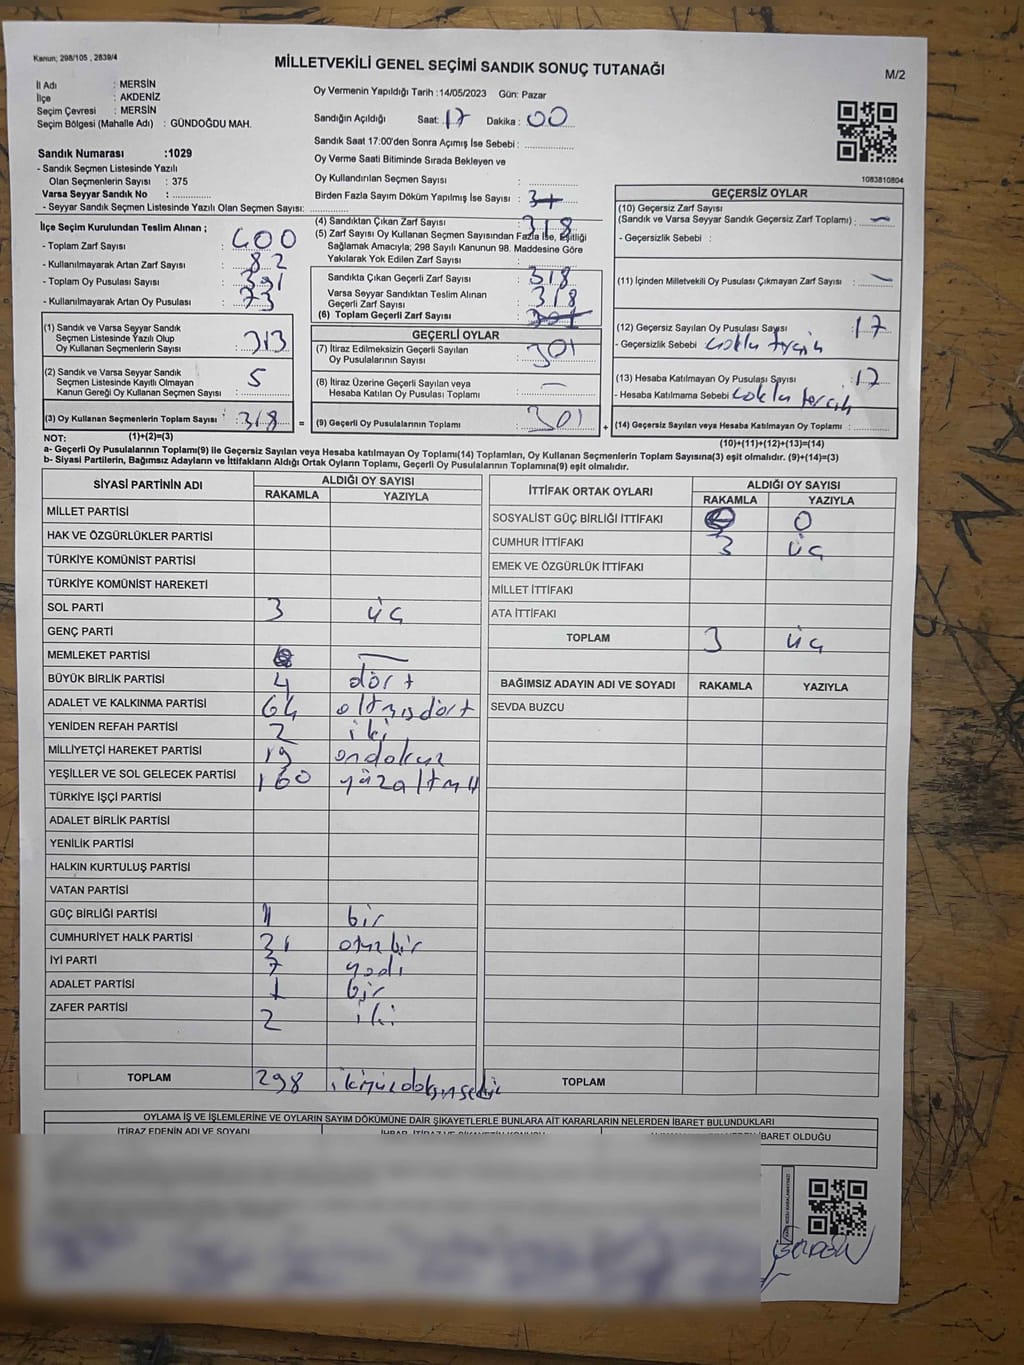 Kanun; 298/105 , 2839/4
MİLLETVEKİLİ GENEL SEÇİMİ SANDIK SONUÇ TUTANAĞI
M/2
İl Adı : MERSİN
İlçe : AKDENİZ
Seçim Çevresi : MERSİN
Seçim Bölgesi (Mahalle Adı) : GÜNDOĞDU MAH.
Oy Vermenin Yapıldığı Tarih :14/05/2023 Gün: Pazar
Sandığın Açıldığı Saat: 17 Dakika : 00
Sandık Saat 17:00'den Sonra Açılmış İse Sebebi :
Oy Verme Saati Bitiminde Sırada Bekleyen ve
Oy Kullandırılan Seçmen Sayısı :
Birden Fazla Sayım Döküm Yapılmış İse Sayısı :
1083810804
Sandık Numarası :1029
- Sandık Seçmen Listesinde Yazılı
Olan Seçmenlerin Sayısı : 375
Varsa Seyyar Sandık No :
- Seyyar Sandık Seçmen Listesinde Yazılı Olan Seçmen Sayısı:
İlçe Seçim Kurulundan Teslim Alınan ;
- Toplam Zarf Sayısı : 400
- Kullanılmayarak Artan Zarf Sayısı : 82
- Toplam Oy Pusulası Sayısı : 391
- Kullanılmayarak Artan Oy Pusulası : 73
(1) Sandık ve Varsa Seyyar Sandık
Seçmen Listesinde Yazılı Olup
Oy Kullanan Seçmenlerin Sayısı : 313
(2) Sandık ve Varsa Seyyar Sandık
Seçmen Listesinde Kayıtlı Olmayan
Kanun Gereği Oy Kullanan Seçmen Sayısı : 5
(3) Oy Kullanan Seçmenlerin Toplam Sayısı : 318 =
(4) Sandıktan Çıkan Zarf Sayısı : 318
(5) Zarf Sayısı Oy Kullanan Seçmen Sayısından Fazla İse, Eşitliği
Sağlamak Amacıyla; 298 Sayılı Kanunun 98. Maddesine Göre
Yakılarak Yok Edilen Zarf Sayısı :
Sandıkta Çıkan Geçerli Zarf Sayısı : 318
Varsa Seyyar Sandıktan Teslim Alınan
Geçerli Zarf Sayısı : 318
(6) Toplam Geçerli Zarf Sayısı : 301
GEÇERLİ OYLAR
(7) İtiraz Edilmeksizin Geçerli Sayılan
Oy Pusulalarının Sayısı : 301
(8) İtiraz Üzerine Geçerli Sayılan veya
Hesaba Katılan Oy Pusulası Toplamı : —
(9) Geçerli Oy Pusulalarının Toplamı : 301 +
GEÇERSİZ OYLAR
(10) Geçersiz Zarf Sayısı
(Sandık ve Varsa Seyyar Sandık Geçersiz Zarf Toplamı) : —
- Geçersizlik Sebebi :
(11) İçinden Milletvekili Oy Pusulası Çıkmayan Zarf Sayısı : —
(12) Geçersiz Sayılan Oy Pusulası Sayısı : 17
- Geçersizlik Sebebi : çoklu tercih
(13) Hesaba Katılmayan Oy Pusulası Sayısı : 17
- Hesaba Katılmama Sebebi : çoklu tercih
(14) Geçersiz Sayılan veya Hesaba Katılmayan Oy Toplamı :
(10)+(11)+(12)+(13)=(14)
NOT: (1)+(2)=(3)
a- Geçerli Oy Pusulalarının Toplamı(9) ile Geçersiz Sayılan veya Hesaba katılmayan Oy Toplamı(14) Toplamları, Oy Kullanan Seçmenlerin Toplam Sayısına(3) eşit olmalıdır. (9)+(14)=(3)
b- Siyasi Partilerin, Bağımsız Adayların ve İttifakların Aldığı Ortak Oyların Toplamı, Geçerli Oy Pusulalarının Toplamına(9) eşit olmalıdır.
SİYASİ PARTİNİN ADI ALDIĞI OY SAYISI
RAKAMLA YAZIYLA
MİLLET PARTİSİ
HAK VE ÖZGÜRLÜKLER PARTİSİ
TÜRKİYE KOMÜNİST PARTİSİ
TÜRKİYE KOMÜNİST HAREKETİ
SOL PARTİ 3 üç
GENÇ PARTİ
MEMLEKET PARTİSİ —
BÜYÜK BİRLİK PARTİSİ 4 dört
ADALET VE KALKINMA PARTİSİ 64 altmışdört
YENİDEN REFAH PARTİSİ 2 iki
MİLLİYETÇİ HAREKET PARTİSİ 19 ondokuz
YEŞİLLER VE SOL GELECEK PARTİSİ 160 yüzaltmış
TÜRKİYE İŞÇİ PARTİSİ
ADALET BİRLİK PARTİSİ
YENİLİK PARTİSİ
HALKIN KURTULUŞ PARTİSİ
VATAN PARTİSİ
GÜÇ BİRLİĞİ PARTİSİ 1 bir
CUMHURİYET HALK PARTİSİ 31 otuzbir
İYİ PARTİ 7 yedi
ADALET PARTİSİ 1 bir
ZAFER PARTİSİ 2 iki
TOPLAM 298 ikiyüzdoksansekiz
İTTİFAK ORTAK OYLARI ALDIĞI OY SAYISI
RAKAMLA YAZIYLA
SOSYALİST GÜÇ BİRLİĞİ İTTİFAKI 0
CUMHUR İTTİFAKI 3 üç
EMEK VE ÖZGÜRLÜK İTTİFAKI
MİLLET İTTİFAKI
ATA İTTİFAKI
TOPLAM 3 üç
BAĞIMSIZ ADAYIN ADI VE SOYADI RAKAMLA YAZIYLA
SEVDA BUZCU
TOPLAM
OYLAMA İŞ VE İŞLEMLERİNE VE OYLARIN SAYIM DÖKÜMÜNE DAİR ŞİKAYETLERLE BUNLARA AİT KARARLARIN NELERDEN İBARET BULUNDUKLARI
İTİRAZ EDENİN ADI VE SOYADI
İBARET OLDUĞU